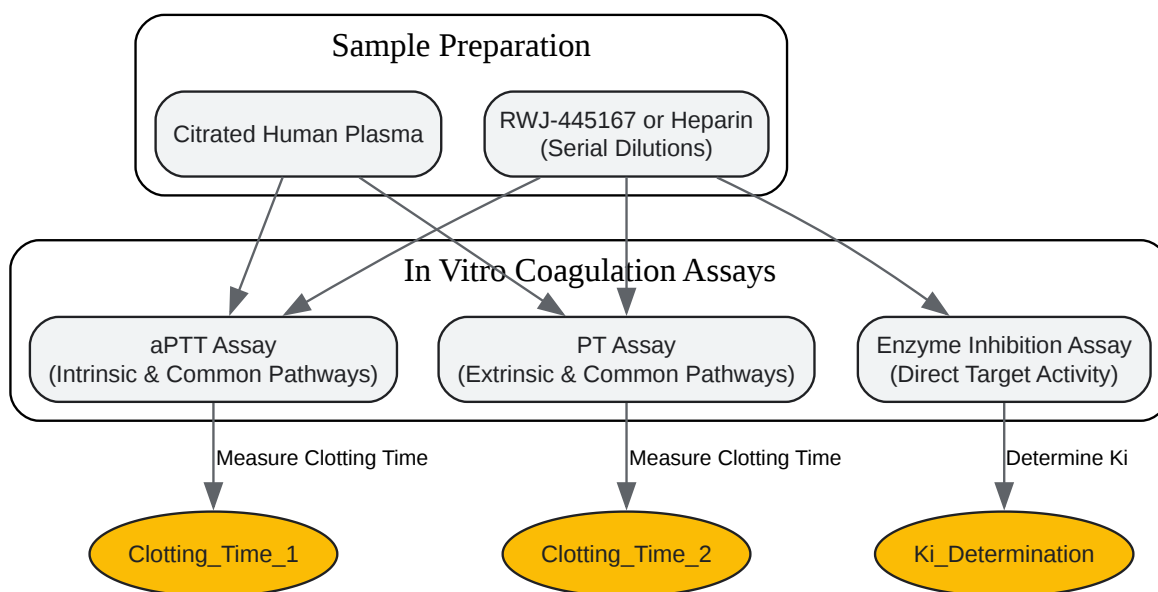 Sample Preparation
Citrated Human Plasma
RWJ-445167 or Heparin
(Serial Dilutions)
In Vitro Coagulation Assays
aPTT Assay
(Intrinsic & Common Pathways)
PT Assay
(Extrinsic & Common Pathways)
Enzyme Inhibition Assay
(Direct Target Activity)
Measure Clotting Time
Measure Clotting Time
Determine Ki
Clotting_Time_1
Clotting_Time_2
Ki_Determination